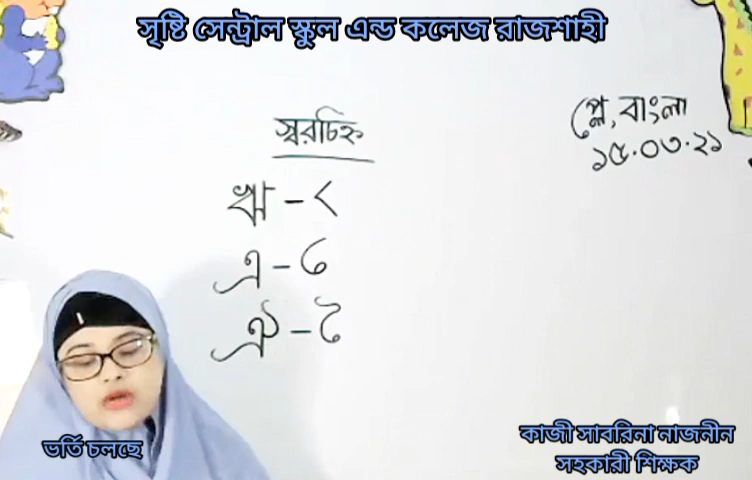 সৃষ্টি সেন্ট্রাল স্কুল এন্ড কলেজ রাজশাহী
প্লে, বাংলা
১৫.০৩.২১
স্বরচিহ্ন
ঋ - ৃ
এ - ে
ঐ - ৈ
ভর্তি চলছে
কাজী সাবরিনা নাজনীন
সহকারী শিক্ষক